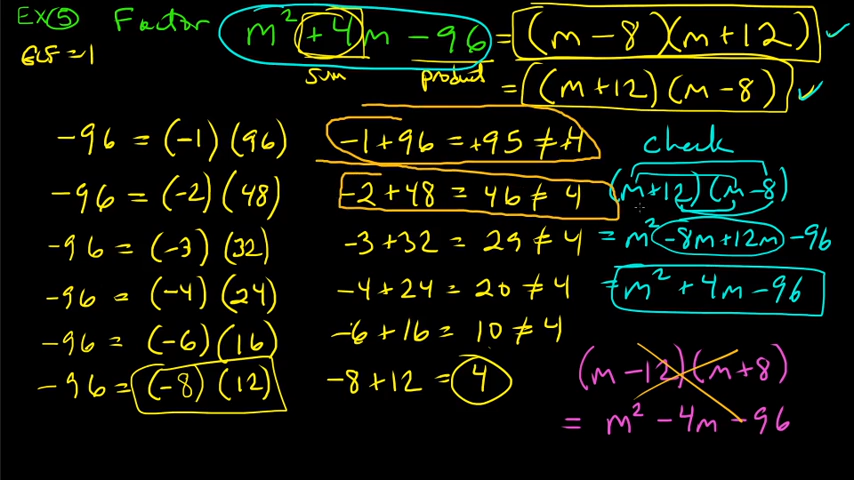 EX(5) Factor m² + 4m - 96 = (m - 8)(m + 12) ✓
GCF = 1 sum product = (m + 12)(m - 8) ✓
-96 = (-1)(96) -1 + 96 = +95 ≠ +4
-96 = (-2)(48) -2 + 48 = 46 ≠ 4
-96 = (-3)(32) -3 + 32 = 29 ≠ 4
-96 = (-4)(24) -4 + 24 = 20 ≠ 4
-96 = (-6)(16) -6 + 16 = 10 ≠ 4
-96 = (-8)(12) -8 + 12 = 4
check
(m + 12)(m - 8)
= m² - 8m + 12m - 96
= m² + 4m - 96
(m - 12)(m + 8)
= m² - 4m - 96